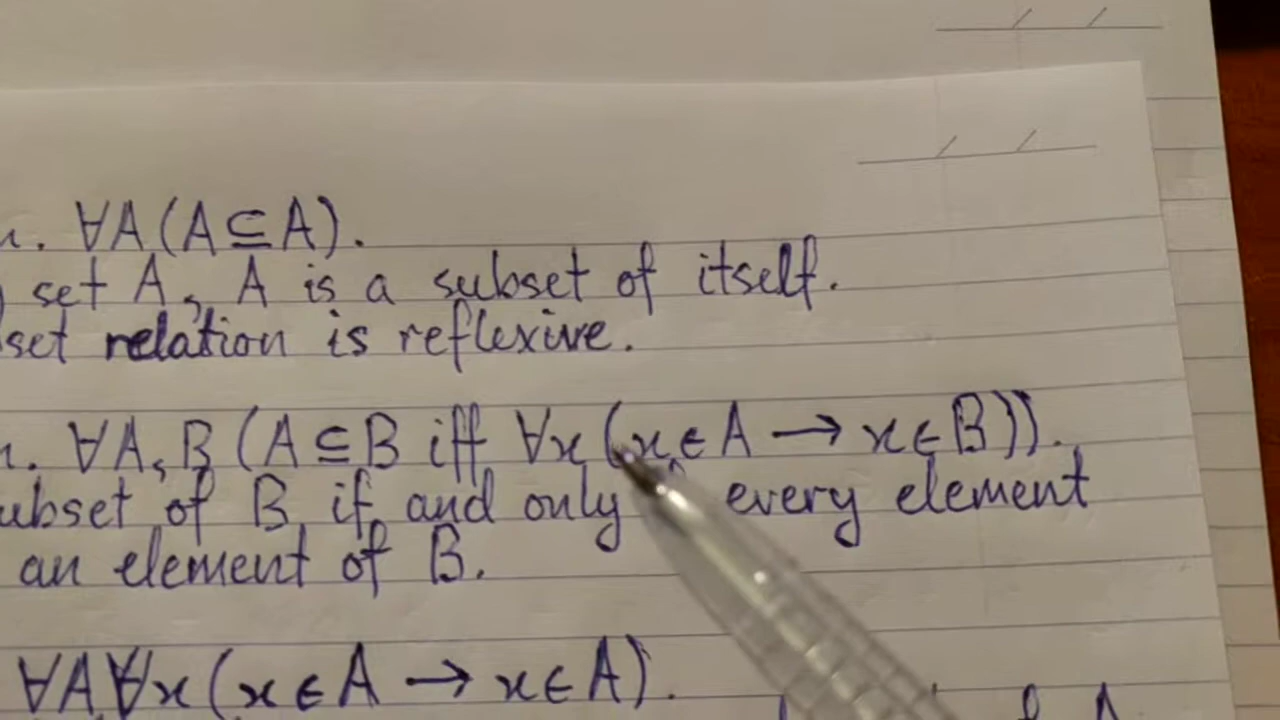 ∀A(A⊆A).
set A, A is a subset of itself.
set relation is reflexive.
∀A,B(A⊆B iff ∀x(x∈A → x∈B)).
ubset of B if and only every element
an element of B.
∀A∀x(x∈A → x∈A).